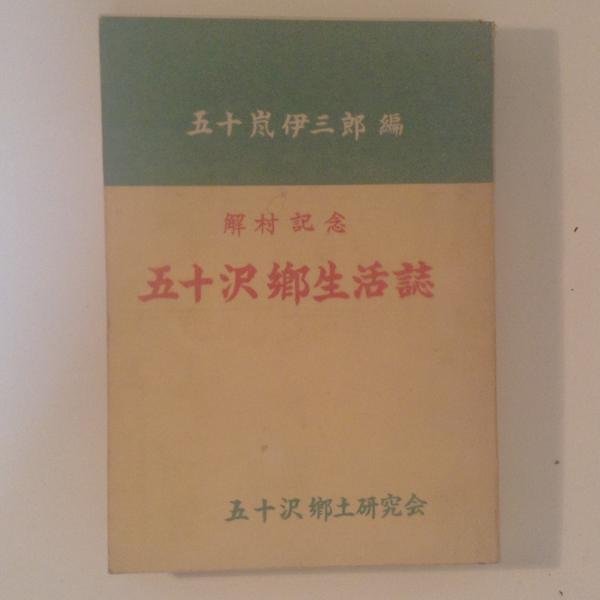 五十嵐伊三郎 編
解村記念
五十沢郷生活誌
五十沢郷土研究会